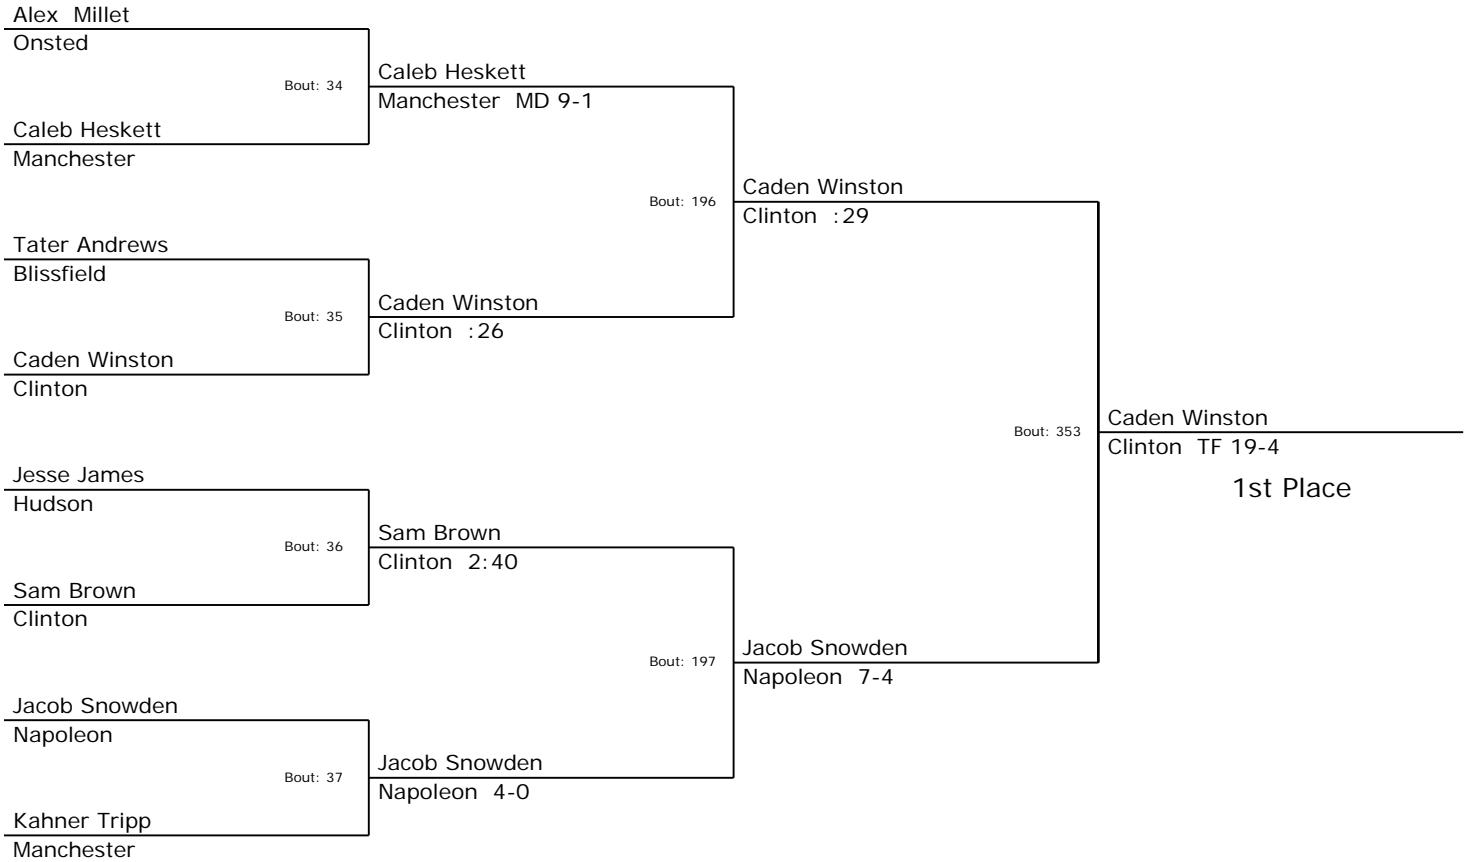 Alex  Millet
Onsted
Bout: 34
Caleb Heskett
Manchester
Caleb Heskett
Manchester  MD 9-1
Tater Andrews
Blissfield
Bout: 35
Caden Winston
Clinton
Caden Winston
Clinton  :26
Bout: 196
Caden Winston
Clinton  :29
Jesse James
Hudson
Bout: 36
Sam Brown
Clinton
Sam Brown
Clinton  2:40
Jacob Snowden
Napoleon
Bout: 37
Kahner Tripp
Manchester
Jacob Snowden
Napoleon  4-0
Bout: 197
Jacob Snowden
Napoleon  7-4
Bout: 353
Caden Winston
Clinton  TF 19-4
1st Place